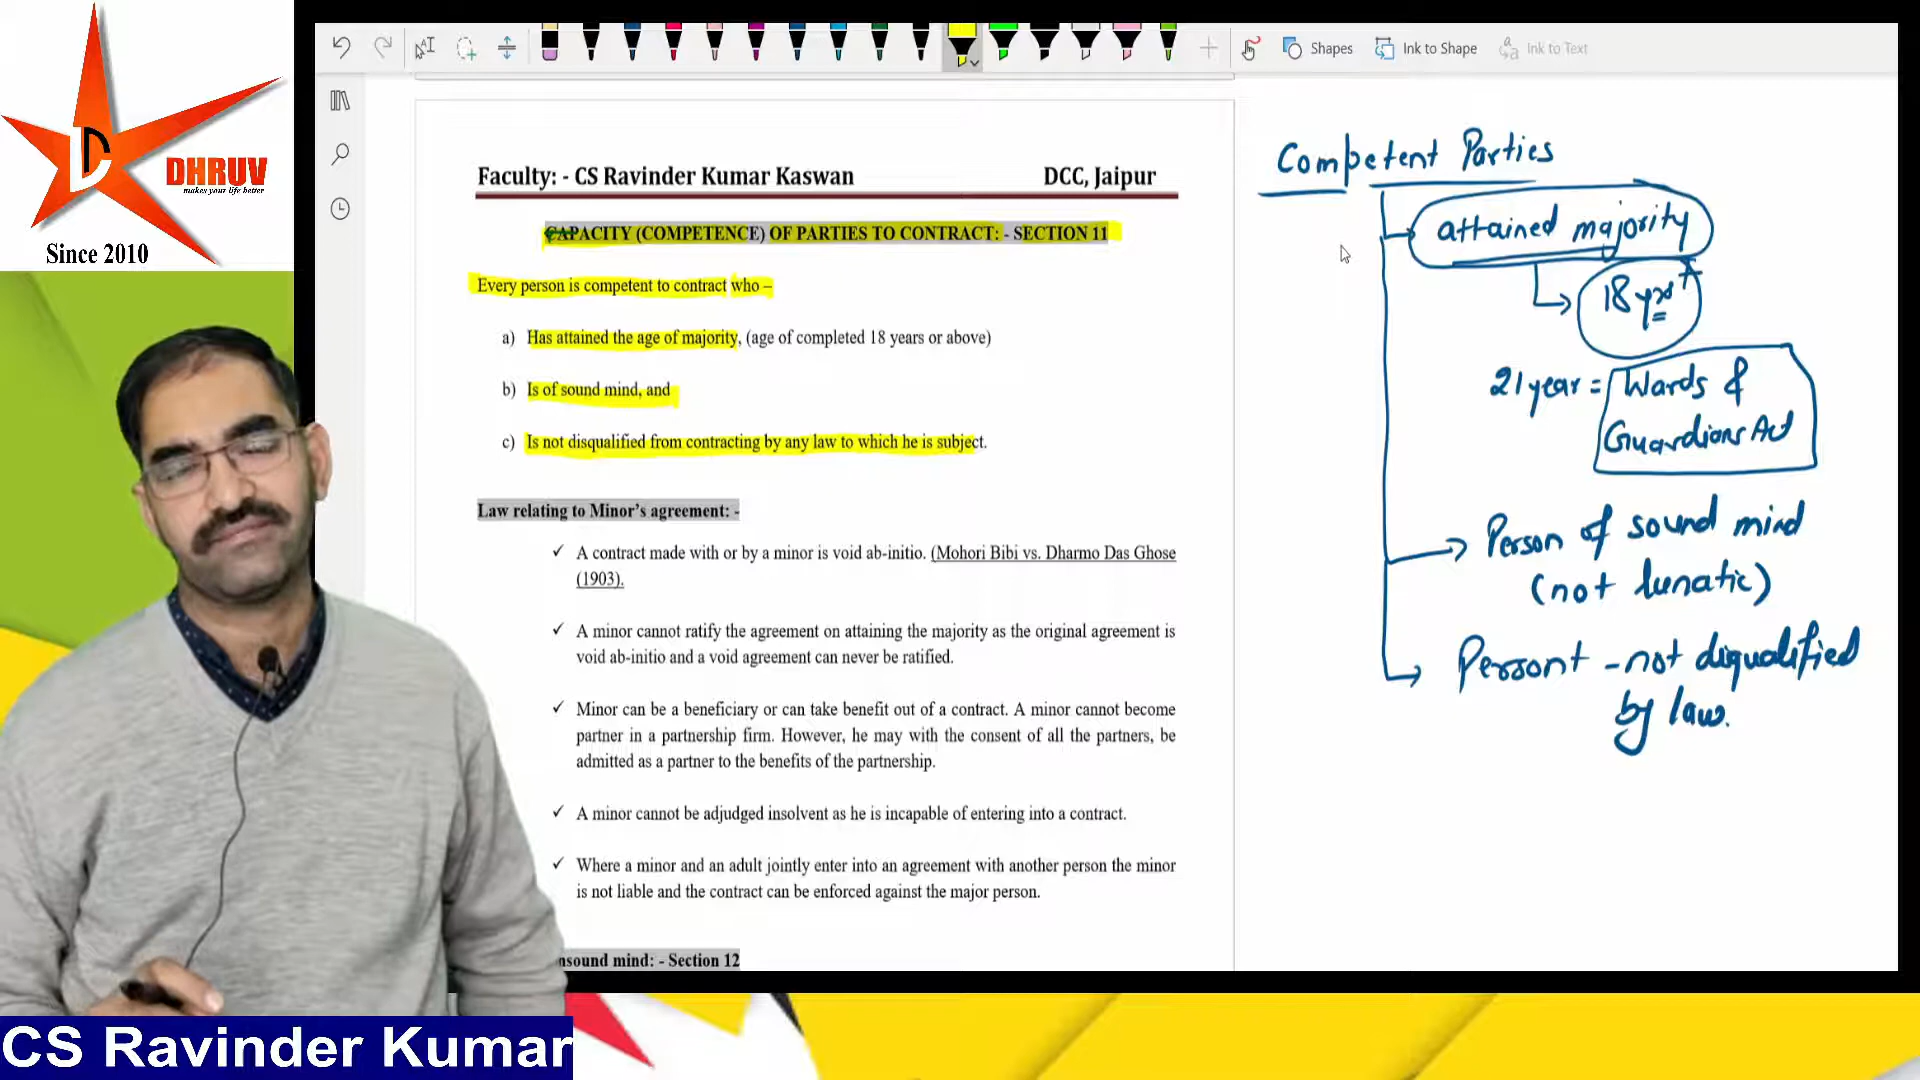 DC
DHRUV
makes your life better
Since 2010
Shapes
Ink to Shape
Ink to Text
Faculty: - CS Ravinder Kumar Kaswan DCC, Jaipur
CAPACITY (COMPETENCE) OF PARTIES TO CONTRACT: - SECTION 11
Every person is competent to contract who –
a) Has attained the age of majority, (age of completed 18 years or above)
b) Is of sound mind, and
c) Is not disqualified from contracting by any law to which he is subject.
Law relating to Minor's agreement: -
✓ A contract made with or by a minor is void ab-initio. (Mohori Bibi vs. Dharmo Das Ghose
(1903).
✓ A minor cannot ratify the agreement on attaining the majority as the original agreement is
void ab-initio and a void agreement can never be ratified.
✓ Minor can be a beneficiary or can take benefit out of a contract. A minor cannot become
partner in a partnership firm. However, he may with the consent of all the partners, be
admitted as a partner to the benefits of the partnership.
✓ A minor cannot be adjudged insolvent as he is incapable of entering into a contract.
✓ Where a minor and an adult jointly enter into an agreement with another person the minor
is not liable and the contract can be enforced against the major person.
nsound mind: - Section 12
Competent Parties
attained majority
18 yrs
21 year = Wards &
Guardians Act
Person of sound mind
(not lunatic)
Persont - not diqualified
by law.
CS Ravinder Kumar